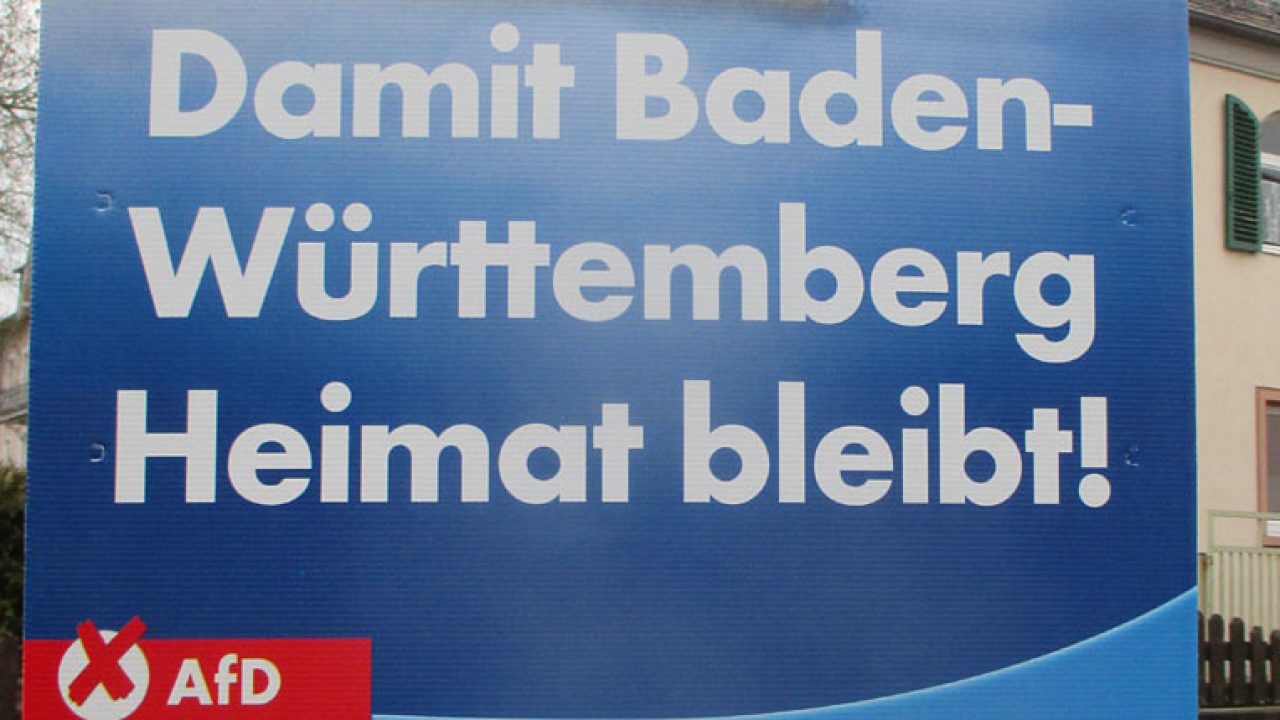 Damit Baden-
Württemberg
Heimat bleibt!
AfD